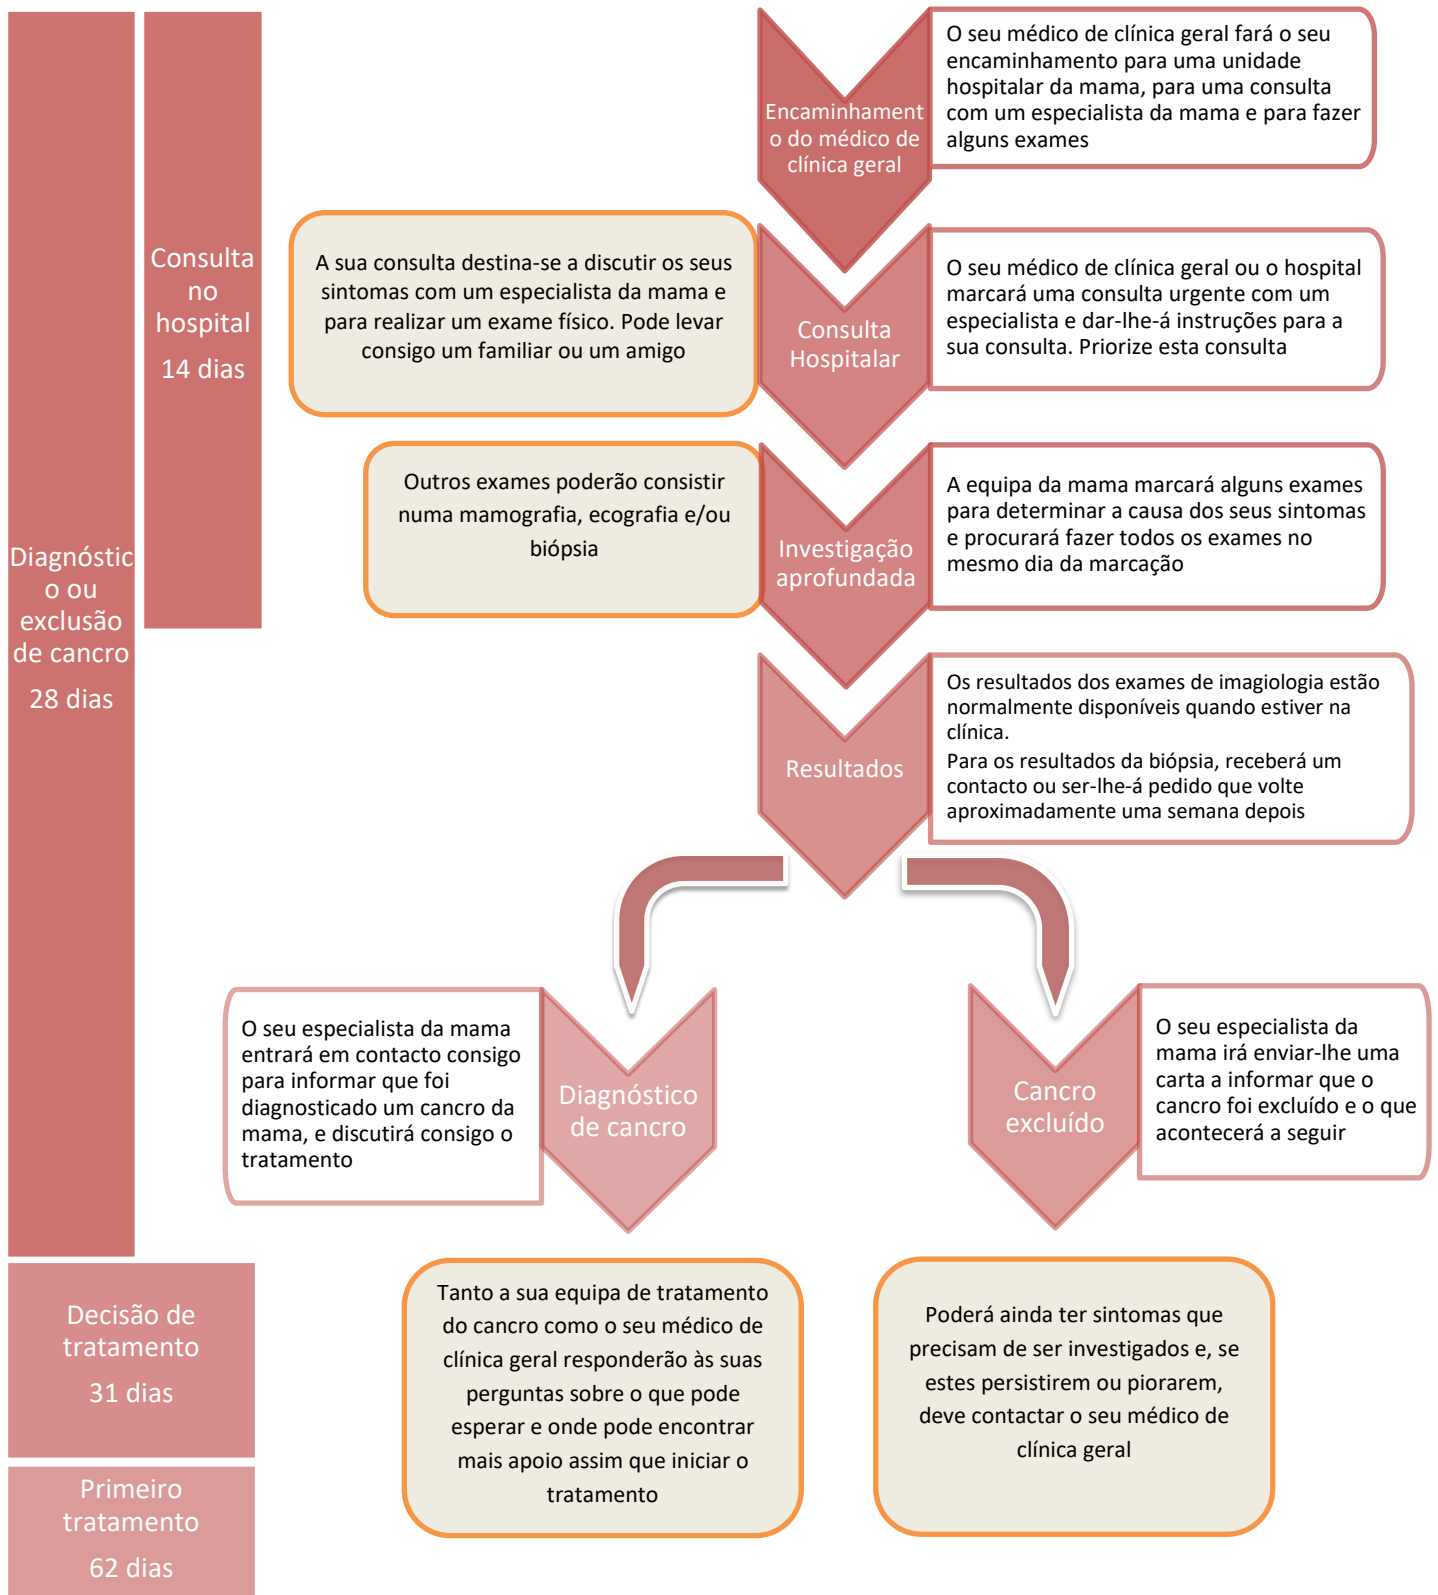 Encaminhament
o do médico de
clínica geral
O seu médico de clínica geral fará o seu
encaminhamento para uma unidade
hospitalar da mama, para uma consulta
com um especialista da mama e para fazer
alguns exames
Consulta
no
hospital
14 dias
A sua consulta destina-se a discutir os seus
sintomas com um especialista da mama e
para realizar um exame físico. Pode levar
consigo um familiar ou um amigo
Consulta
Hospitalar
O seu médico de clínica geral ou o hospital
marcará uma consulta urgente com um
especialista e dar-lhe-á instruções para a
sua consulta. Priorize esta consulta
Diagnóstic
o ou
exclusão
de cancro
28 dias
Outros exames poderão consistir
numa mamografia, ecografia e/ou
biópsia
Investigação
aprofundada
A equipa da mama marcará alguns exames
para determinar a causa dos seus sintomas
e procurará fazer todos os exames no
mesmo dia da marcação
Resultados
Os resultados dos exames de imagiologia estão
normalmente disponíveis quando estiver na
clínica.
Para os resultados da biópsia, receberá um
contacto ou ser-lhe-á pedido que volte
aproximadamente uma semana depois
O seu especialista da mama
entrará em contacto consigo
para informar que foi
diagnosticado um cancro da
mama, e discutirá consigo o
tratamento
Diagnóstico
de cancro
Cancro
excluído
O seu especialista da
mama irá enviar-lhe uma
carta a informar que o
cancro foi excluído e o que
acontecerá a seguir
Decisão de
tratamento
31 dias
Tanto a sua equipa de tratamento
do cancro como o seu médico de
clínica geral responderão às suas
perguntas sobre o que pode
esperar e onde pode encontrar
mais apoio assim que iniciar o
tratamento
Poderá ainda ter sintomas que
precisam de ser investigados e, se
estes persistirem ou piorarem,
deve contactar o seu médico de
clínica geral
Primeiro
tratamento
62 dias